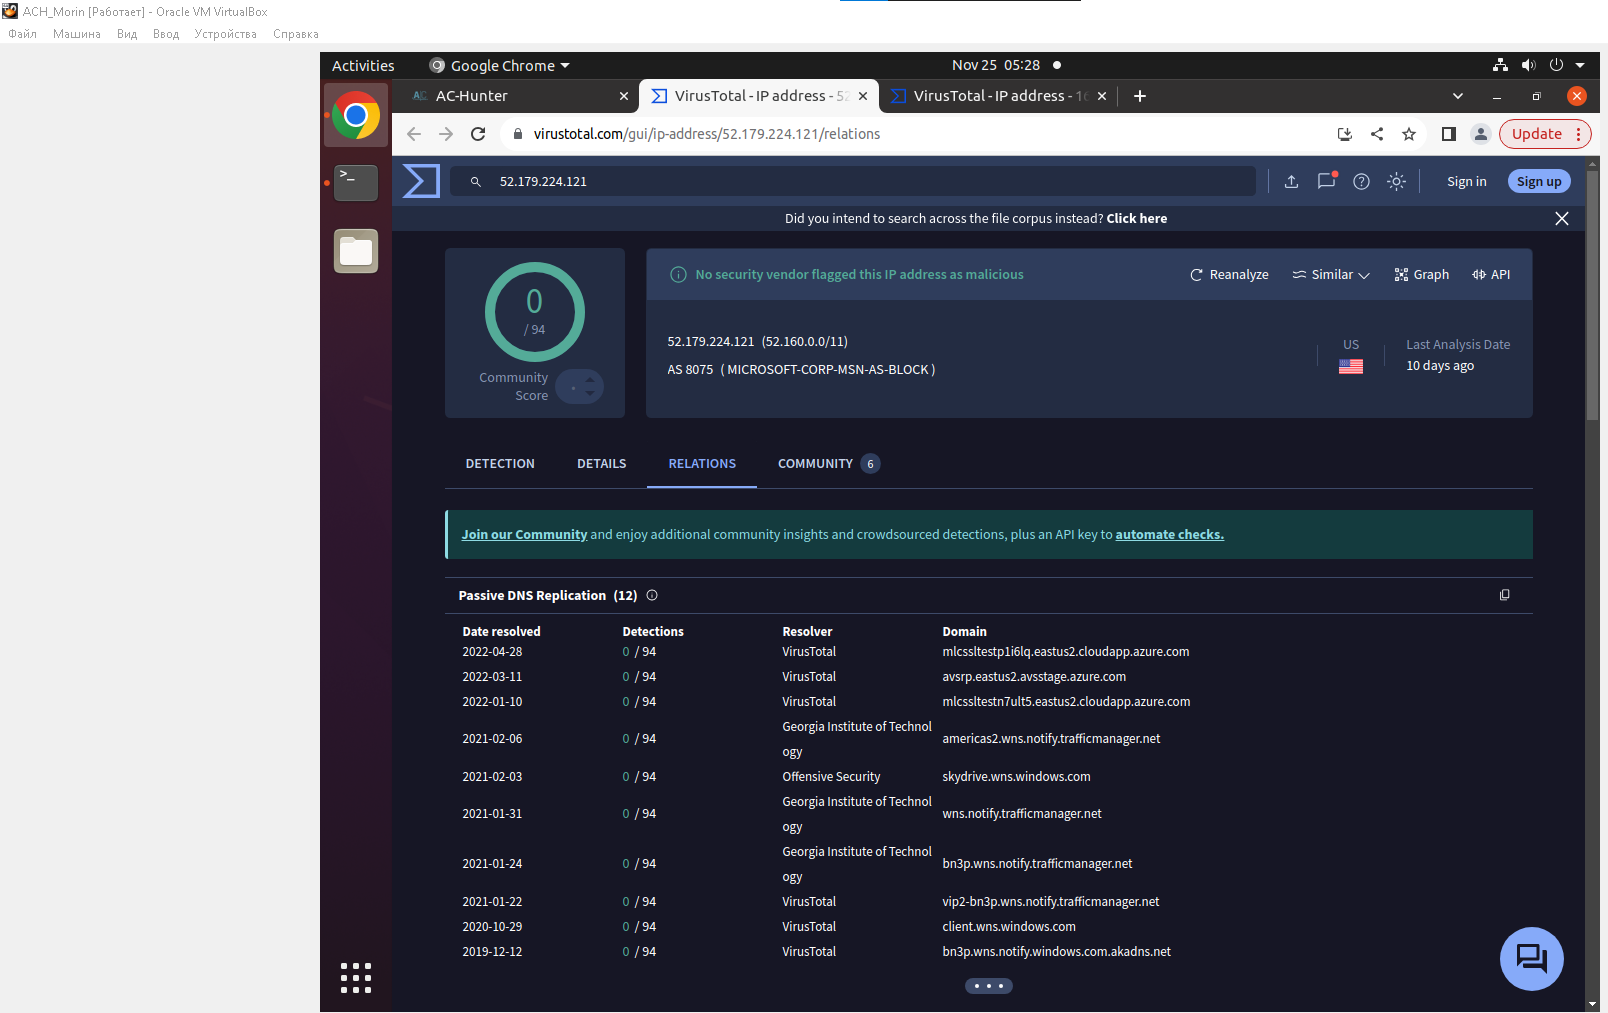 ACH_Morin [Работает] - Oracle VM VirtualBox
Файл Машина Вид Ввод Устройства Справка
Activities Google Chrome Nov 25 05:28
AC-Hunter VirusTotal - IP address - 52 VirusTotal - IP address - 16
virustotal.com/gui/ip-address/52.179.224.121/relations Update
52.179.224.121 Sign in Sign up
Did you intend to search across the file corpus instead? Click here
0
/ 94
Community
Score
No security vendor flagged this IP address as malicious Reanalyze Similar Graph API
52.179.224.121 (52.160.0.0/11)
AS 8075 ( MICROSOFT-CORP-MSN-AS-BLOCK )
US
Last Analysis Date
10 days ago
DETECTION DETAILS RELATIONS COMMUNITY 6
Join our Community and enjoy additional community insights and crowdsourced detections, plus an API key to automate checks.
Passive DNS Replication (12)
Date resolved Detections Resolver Domain
2022-04-28 0 / 94 VirusTotal mlcssltestp1i6lq.eastus2.cloudapp.azure.com
2022-03-11 0 / 94 VirusTotal avsrp.eastus2.avsstage.azure.com
2022-01-10 0 / 94 VirusTotal mlcssltestn7ult5.eastus2.cloudapp.azure.com
2021-02-06 0 / 94 Georgia Institute of Technol
ogy americas2.wns.notify.trafficmanager.net
2021-02-03 0 / 94 Offensive Security skydrive.wns.windows.com
2021-01-31 0 / 94 Georgia Institute of Technol
ogy wns.notify.trafficmanager.net
2021-01-24 0 / 94 Georgia Institute of Technol
ogy bn3p.wns.notify.trafficmanager.net
2021-01-22 0 / 94 VirusTotal vip2-bn3p.wns.notify.trafficmanager.net
2020-10-29 0 / 94 VirusTotal client.wns.windows.com
2019-12-12 0 / 94 VirusTotal bn3p.wns.notify.windows.com.akadns.net